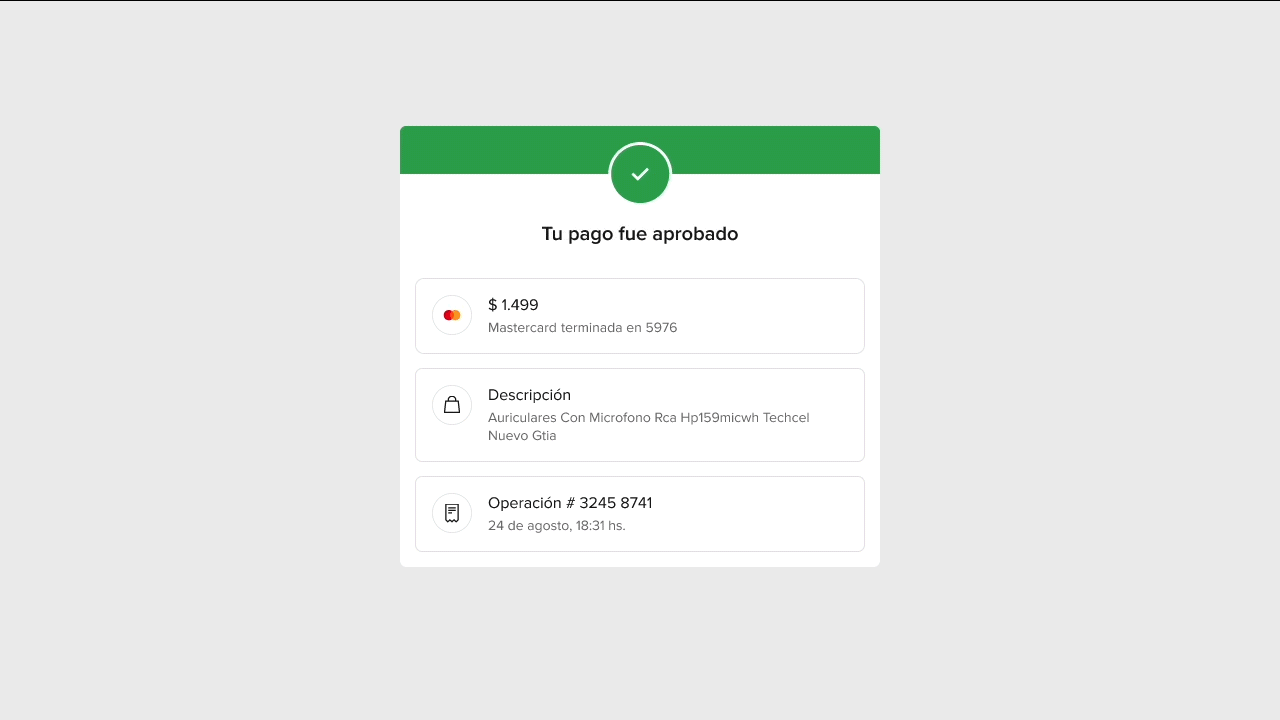 Tu pago fue aprobado
$ 1.499
Mastercard terminada en 5976
Descripción
Auriculares Con Microfono Rca Hp159micwh Techcel
Nuevo Gtia
Operación # 3245 8741
24 de agosto, 18:31 hs.